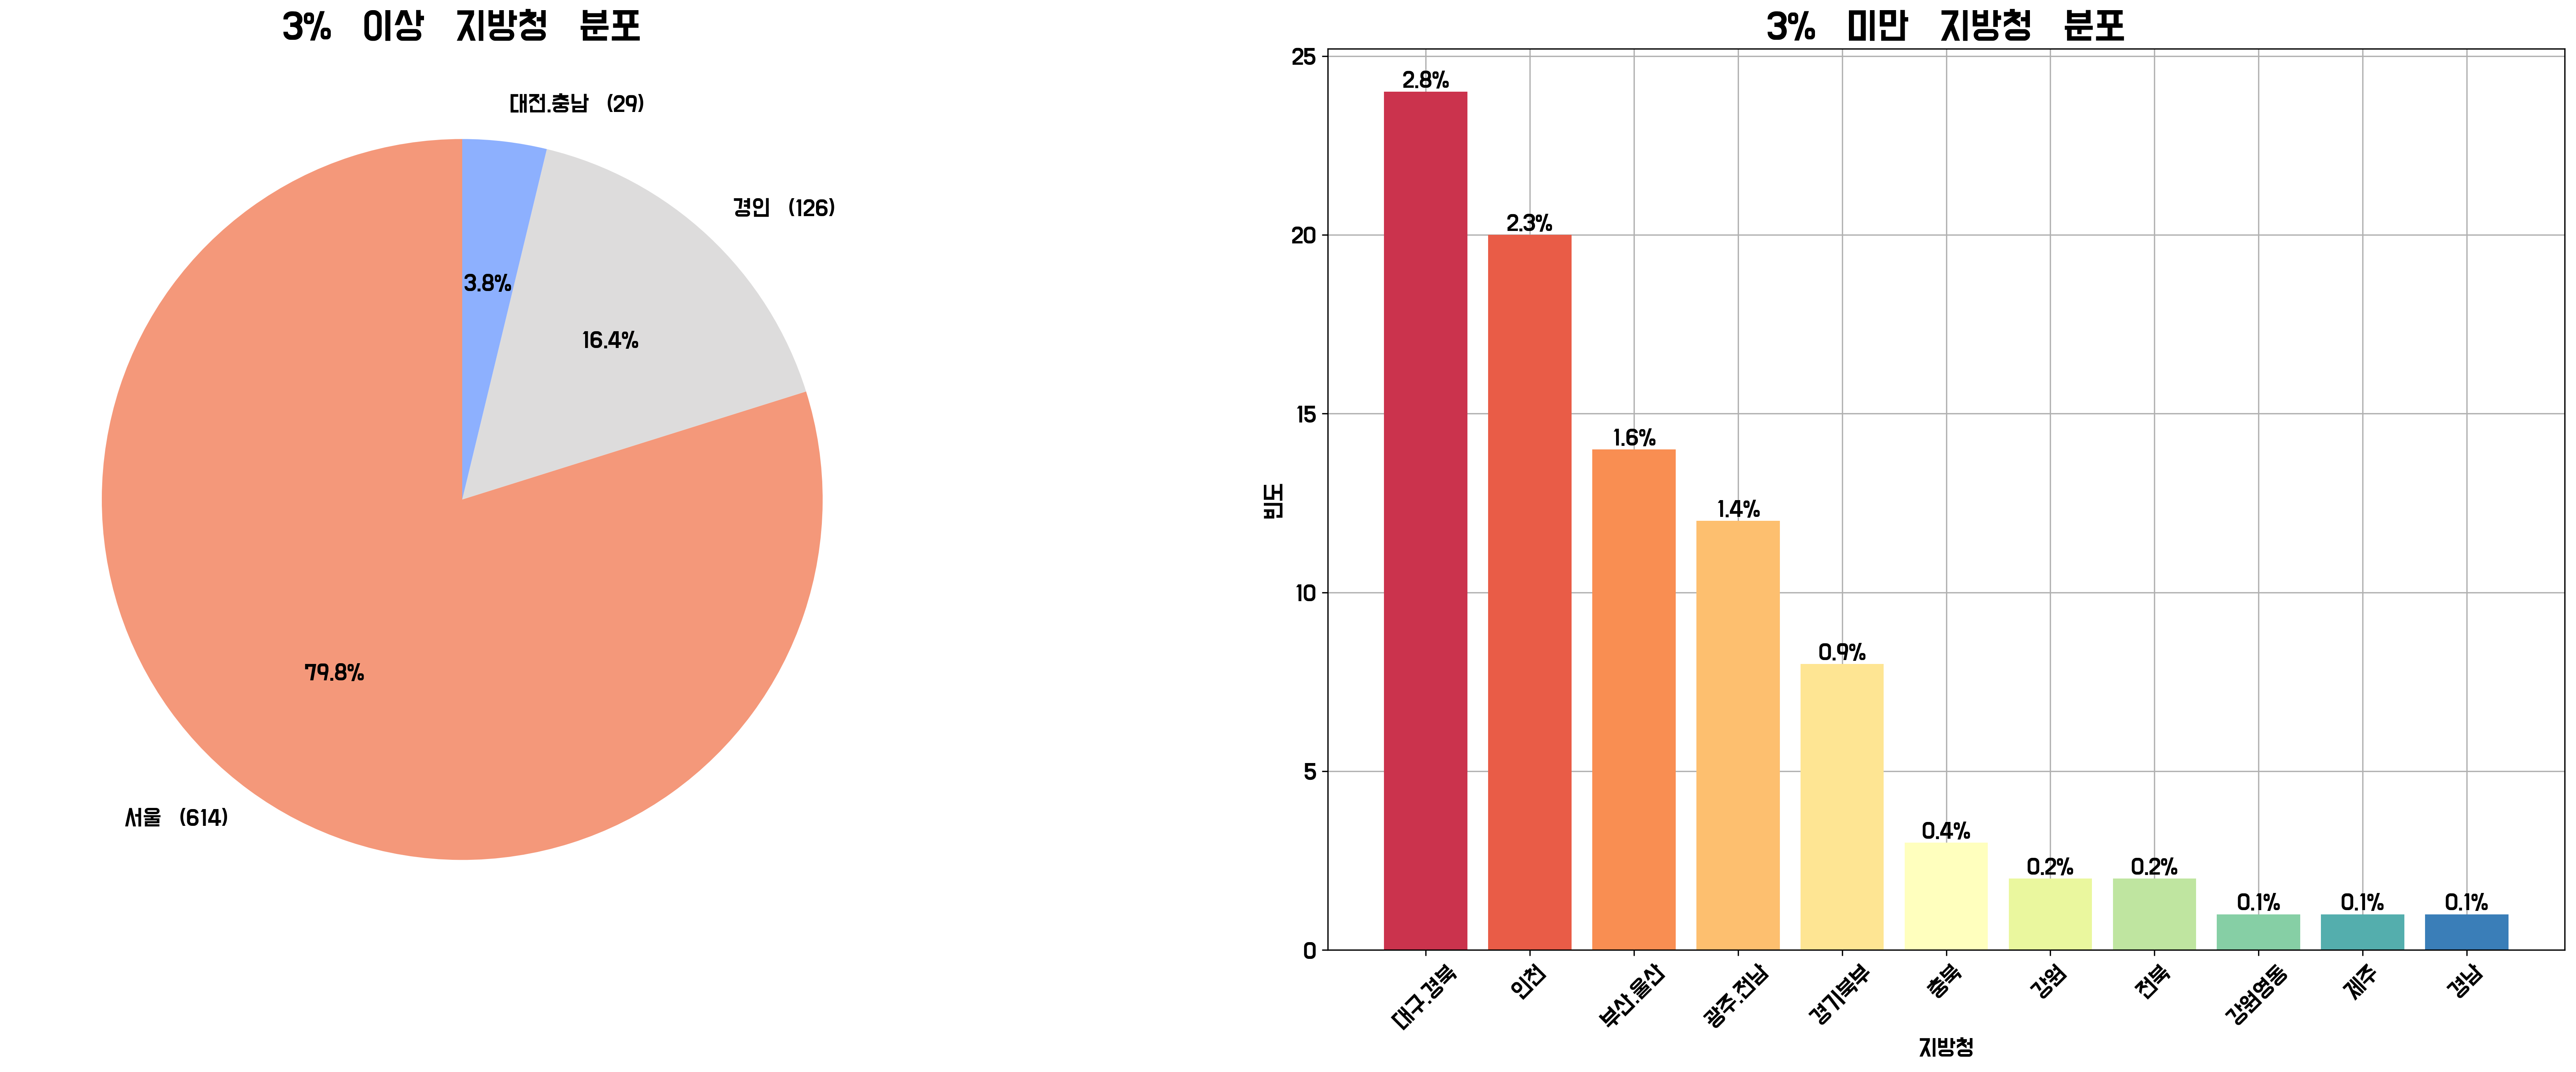 3% 이상 지방청 분포
대전.충남 (29)
경인 (126)
3.8%
16.4%
79.8%
서울 (614)
3% 미만 지방청 분포
25
20
15
10
5
0
빈도
2.8%
2.3%
1.6%
1.4%
0.9%
0.4%
0.2%
0.2%
0.1%
0.1%
0.1%
대구.경북
인천
부산.울산
광주.전남
경기북부
충북
강원
전북
강원영동
제주
경남
지방청